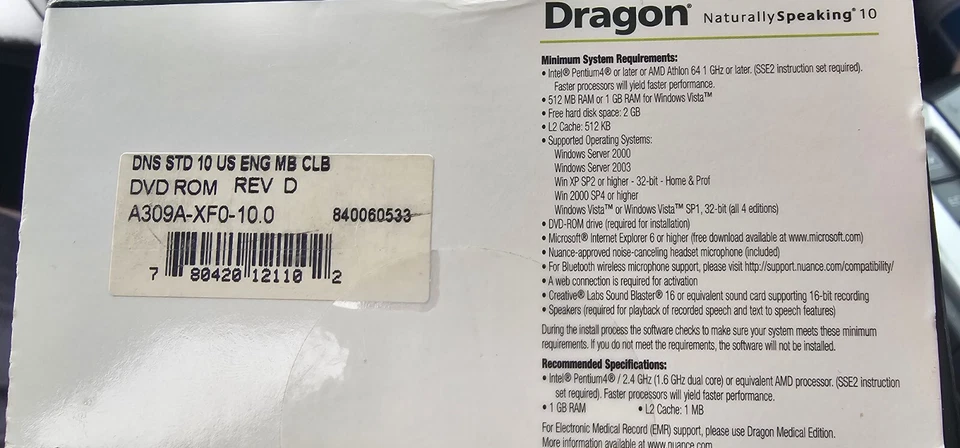 DNS STD 10 US ENG MB CLB
DVD ROM REV D
A309A-XF0-10.0 840060533
7 80420 12110 2
Dragon® NaturallySpeaking® 10
Minimum System Requirements:
• Intel® Pentium4® or later or AMD Athlon 64 1 GHz or later. (SSE2 instruction set required).
Faster processors will yield faster performance.
• 512 MB RAM or 1 GB RAM for Windows Vista™
• Free hard disk space: 2 GB
• L2 Cache: 512 KB
• Supported Operating Systems:
Windows Server 2000
Windows Server 2003
Win XP SP2 or higher - 32-bit - Home & Prof
Win 2000 SP4 or higher
Windows Vista™ or Windows Vista™ SP1, 32-bit (all 4 editions)
• DVD-ROM drive (required for installation)
• Microsoft® Internet Explorer 6 or higher (free download available at www.microsoft.com)
• Nuance-approved noise-canceling headset microphone (included)
• For Bluetooth wireless microphone support, please visit http://support.nuance.com/compatibility/
• A web connection is required for activation
• Creative® Labs Sound Blaster® 16 or equivalent sound card supporting 16-bit recording
• Speakers (required for playback of recorded speech and text to speech features)
During the install process the software checks to make sure your system meets these minimum
requirements. If you do not meet the requirements, the software will not be installed.
Recommended Specifications:
• Intel® Pentium4® / 2.4 GHz (1.6 GHz dual core) or equivalent AMD processor. (SSE2 instruction
set required). Faster processors will yield faster performance.
• 1 GB RAM • L2 Cache: 1 MB
For Electronic Medical Record (EMR) support, please use Dragon Medical Edition.
More information available at www.nuance.com